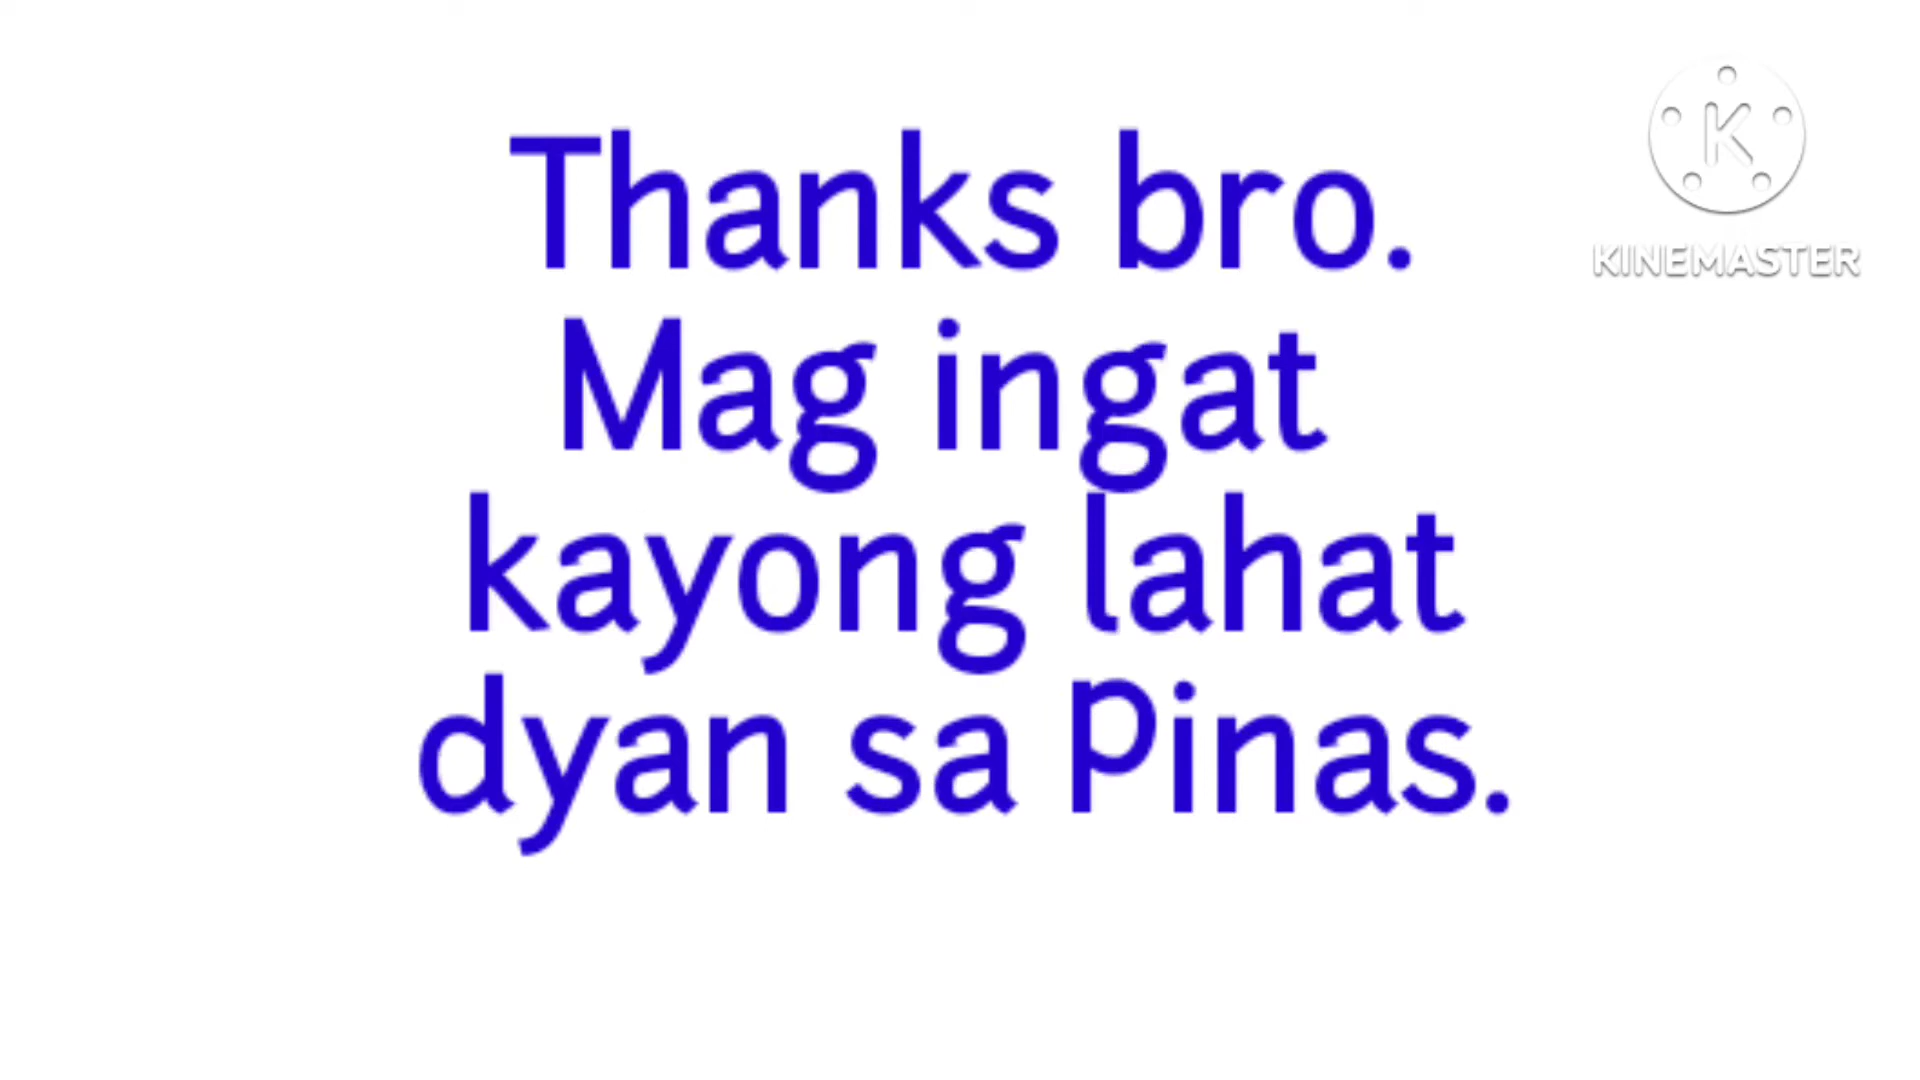 Thanks bro.
Mag ingat
kayong lahat
dyan sa Pinas.
K
KINEMASTER